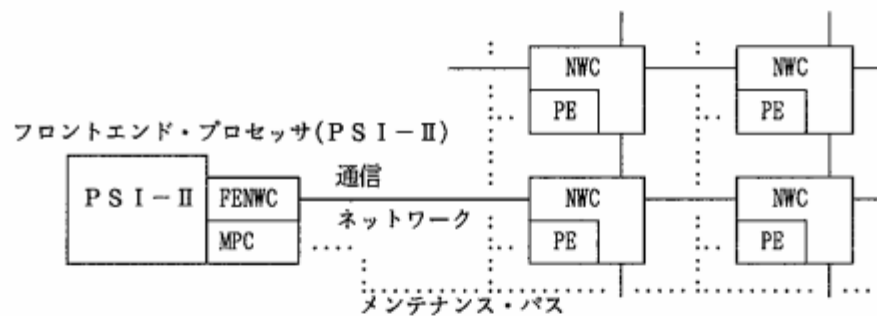 NWC
NWC
PE
PE
フロントエンド・プロセッサ(PSI-Ⅱ)
PSI-Ⅱ
FENWC
通信
NWC
NWC
MPC
ネットワーク
PE
PE
メンテナンス・バス